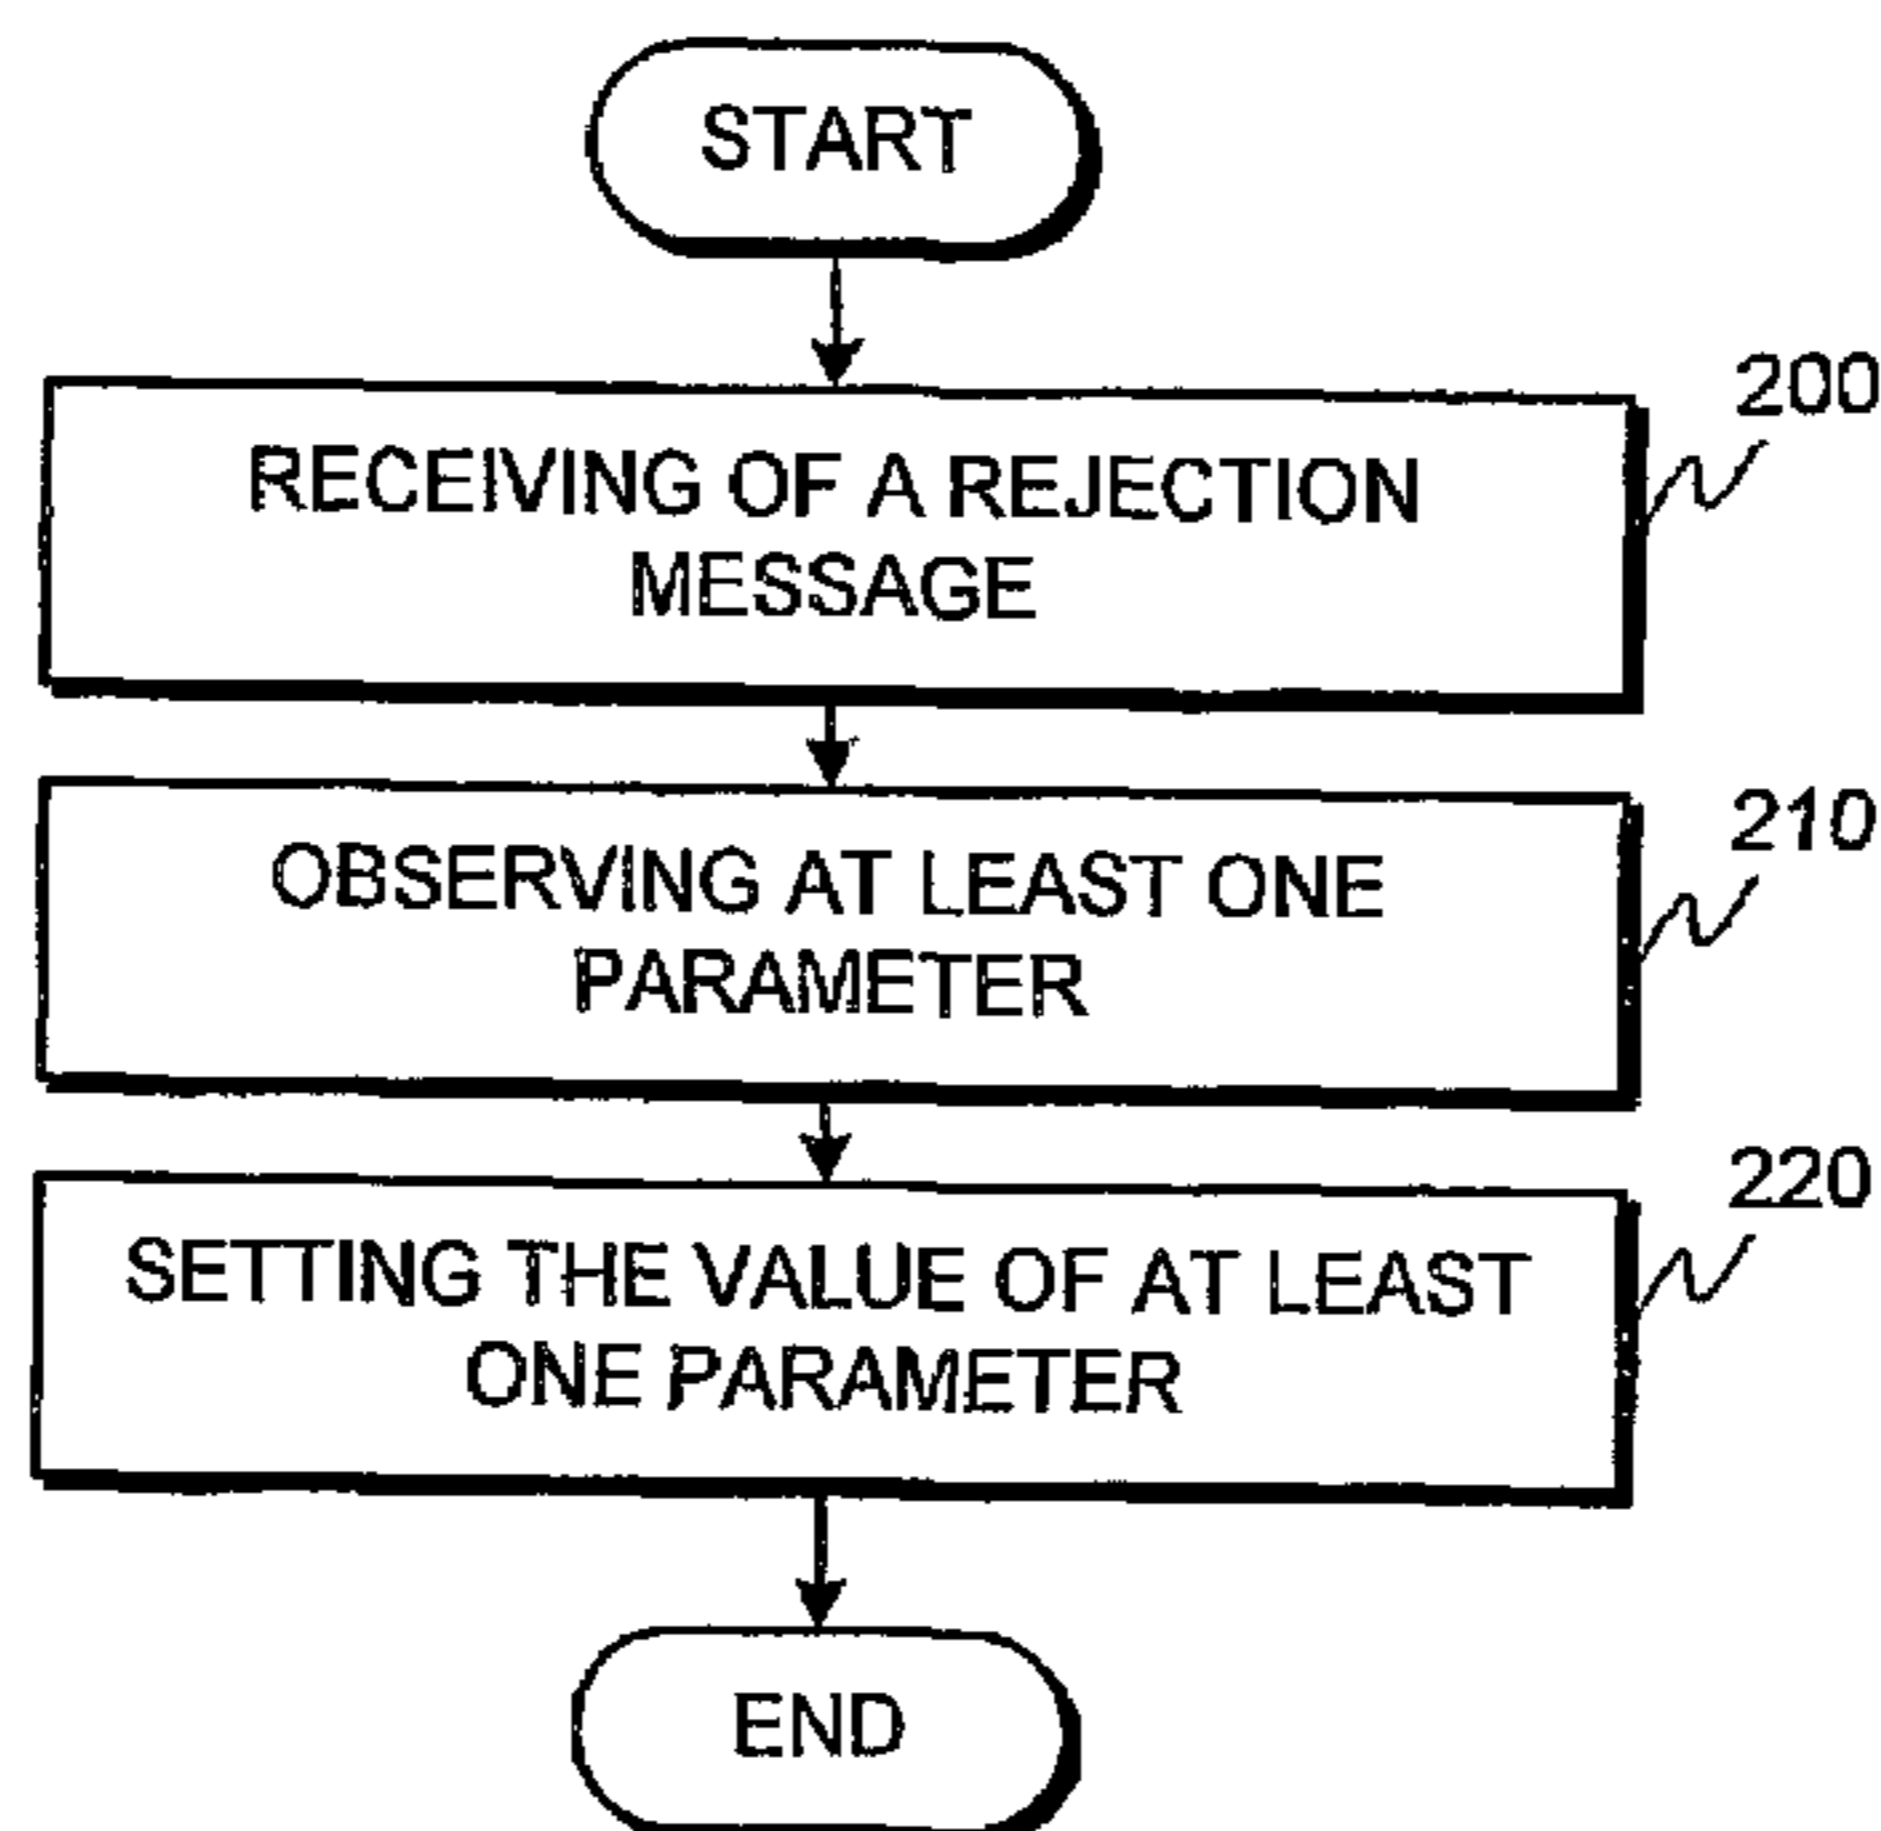 START
200
RECEIVING OF A REJECTION
MESSAGE
210
OBSERVING AT LEAST ONE
PARAMETER
220
SETTING THE VALUE OF AT LEAST
ONE PARAMETER
END